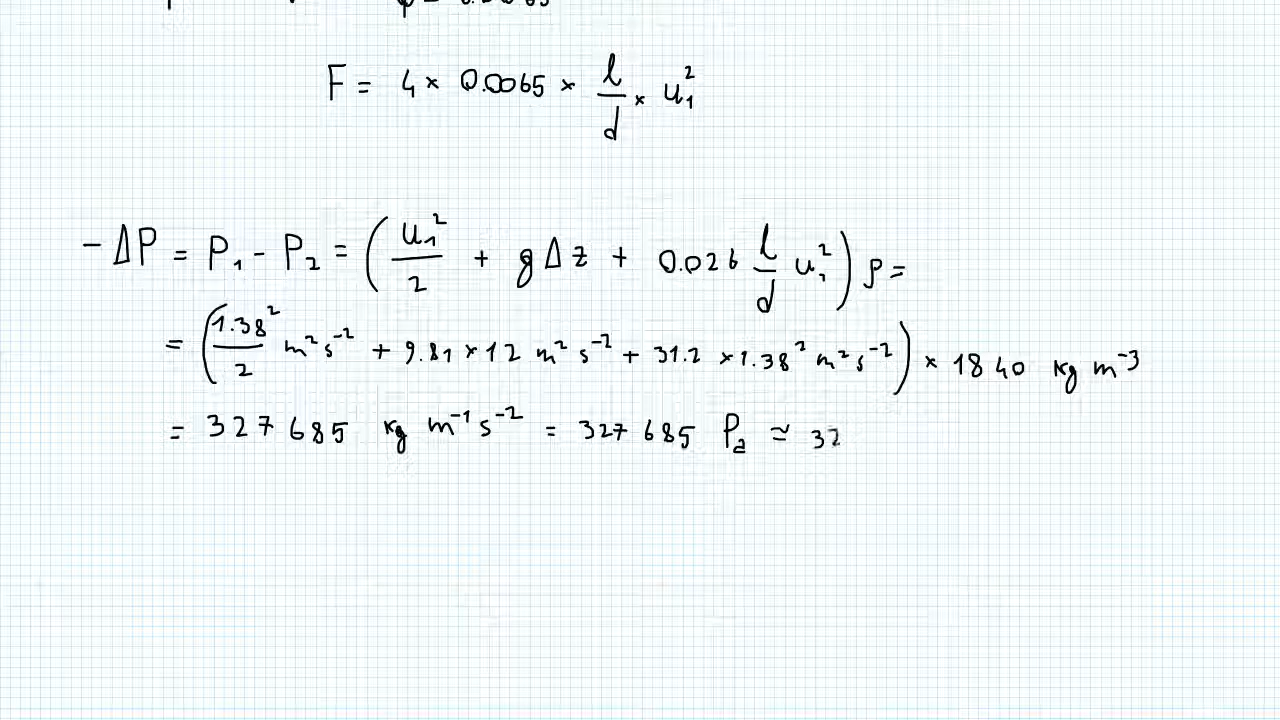 F = 4 × 0.0065 × l/d × u₁²
-ΔP = P₁ - P₂ = (u₁²/2 + gΔz + 0.026 l/d u₁²) ρ =
= (1.38²/2 m² s⁻² + 9.81 × 12 m² s⁻² + 31.2 × 1.38² m² s⁻²) × 1840 kg m⁻³
= 327 685 kg m⁻¹ s⁻² = 327 685 Pa ≃ 32